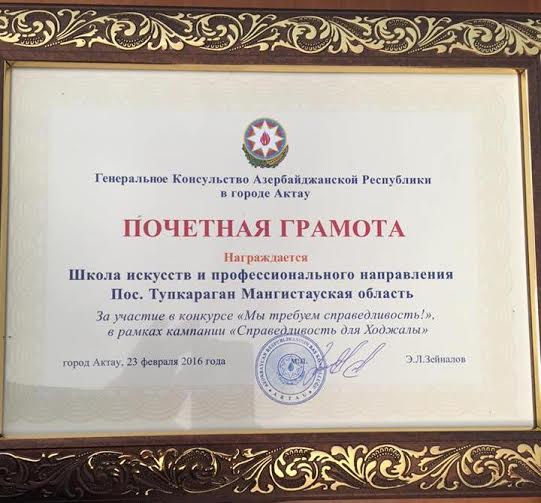 Генеральное Консульство Азербайджанской Республики
в городе Актау
ПОЧЕТНАЯ ГРАМОТА
Награждается
Школа искусств и профессионального направления
Пос. Тупкараган Мангистауская область
За участие в конкурсе «Мы требуем справедливость!»,
в рамках кампании «Справедливость для Ходжалы»
город Актау, 23 февраля 2016 года
м.п.
Э.Л.Зейналов
AKTAU